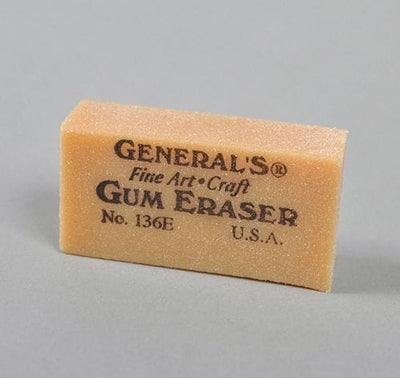 GENERAL'S®
Fine Art•Craft
GUM ERASER
No. 136E U.S.A.